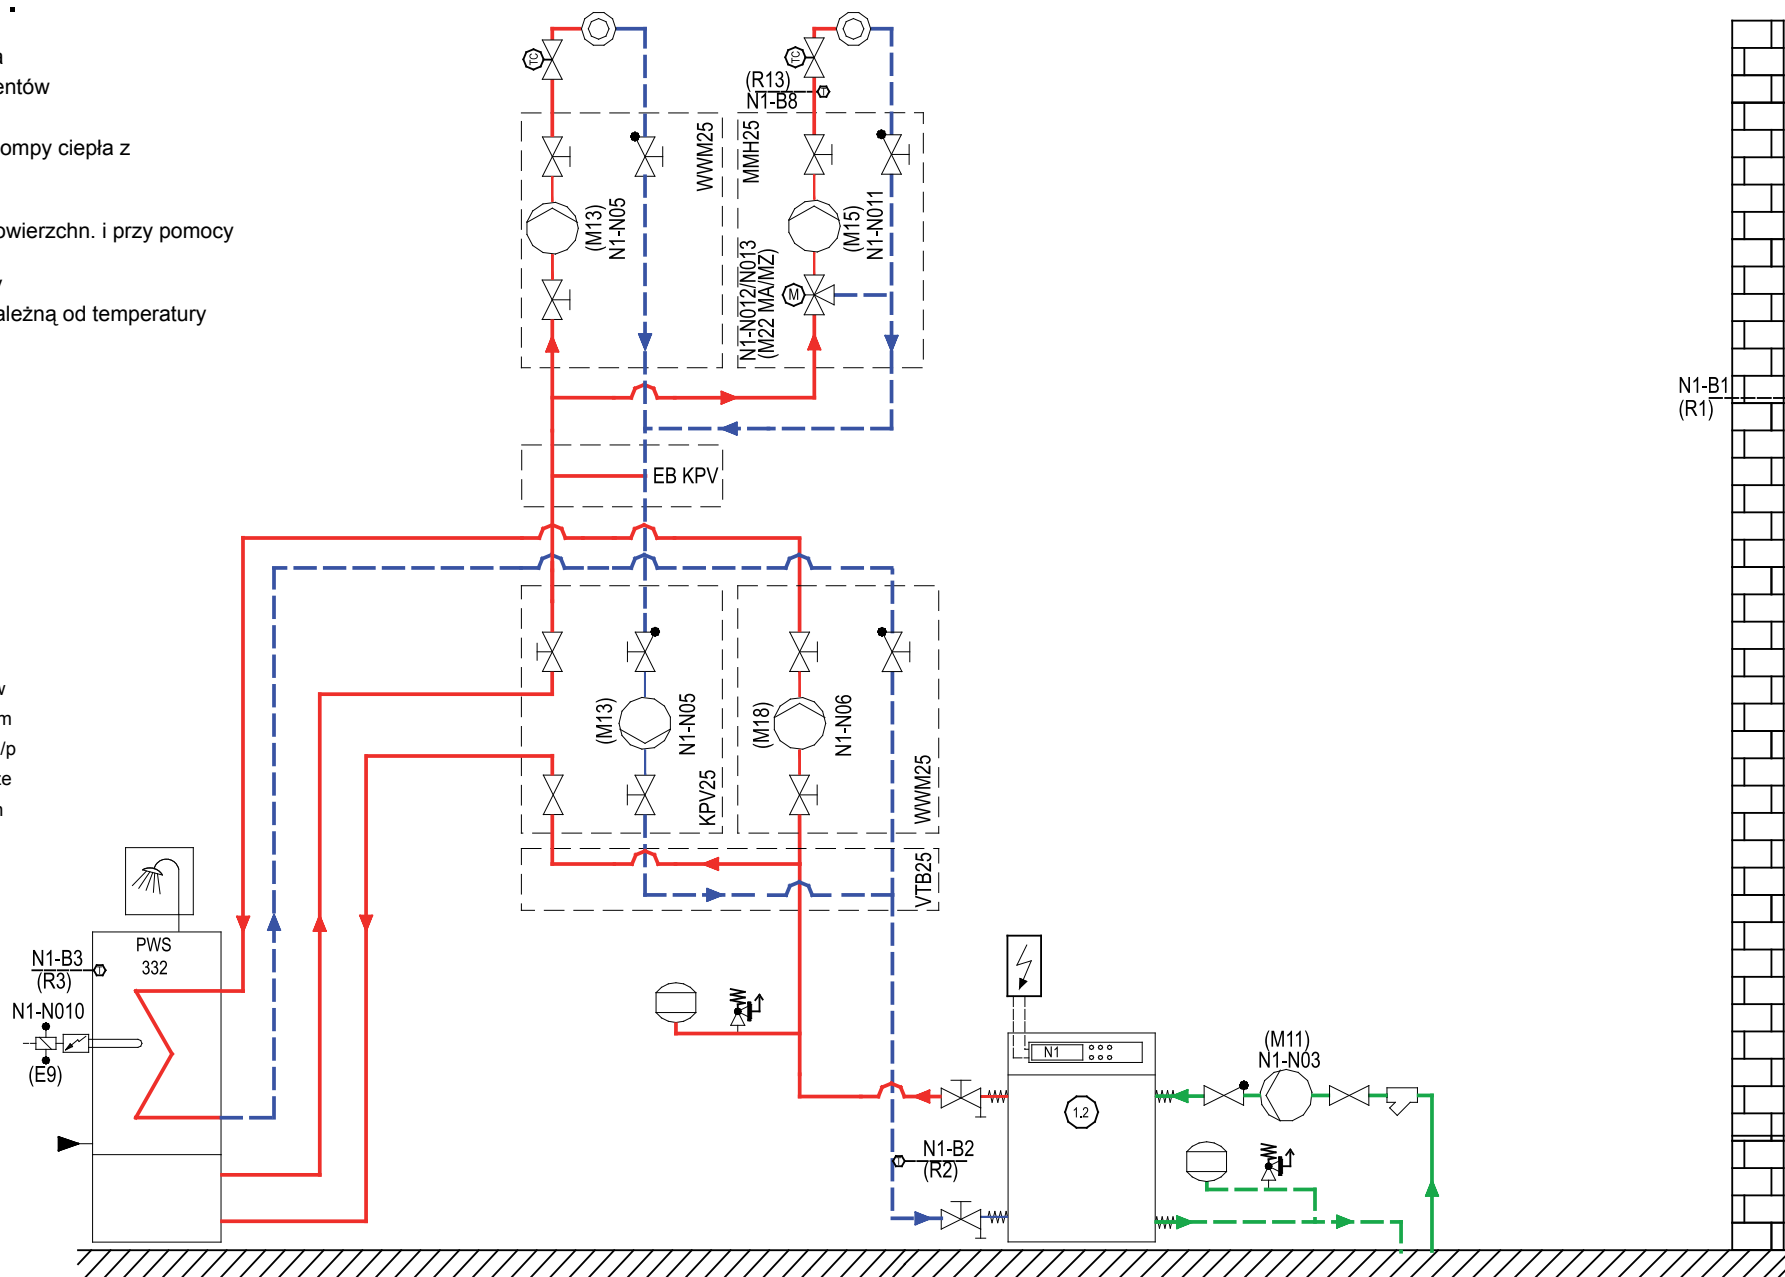 a
entów
ompy ciepła z
owierzchn. i przy pomocy
y
ależną od temperatury
w
m
/p
że
h
TC
TC
(R13)
N1-B8
WWM25
MMH25
(M13)
N1-N05
(M15)
N1-N011
N1-N012/N013
(M22 MA/MZ)
M
N1-B1
(R1)
EB KPV
(M13)
N1-N05
KPV25
(M18)
N1-N06
WWM25
VTB25
PWS
332
N1-B3
(R3)
N1-N010
(E9)
N1
1.2
(M11)
N1-N03
N1-B2
(R2)